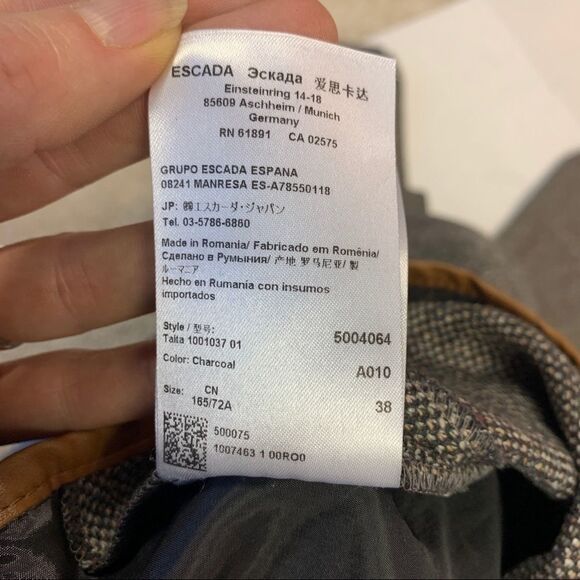 ESCADA Эскада 爱思卡达
Einsteinring 14-18
85609 Aschheim / Munich
Germany
RN 61891 CA 02575
GRUPO ESCADA ESPANA
08241 MANRESA ES-A78550118
JP: ㈱エスカーダ・ジャパン
Tel. 03-5786-6860
Made in Romania/ Fabricado em Romênia/
Сделано в Румыния/ 产地 罗马尼亚/ 製
ルーマニア
Hecho en Rumanía con insumos
importados
Style / 型号: 5004064
Taita 1001037 01
Color: Charcoal A010
Size: CN 38
165/72A
500075
1007463 1 00RO0